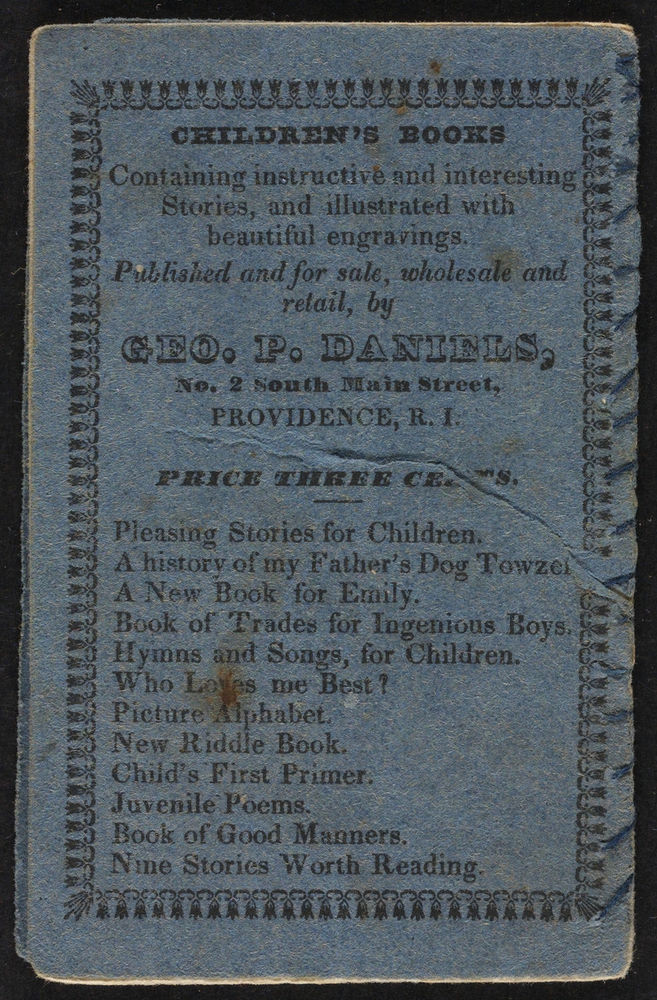 CHILDREN'S BOOKS
Containing instructive and interesting
Stories, and illustrated with
beautiful engravings.
Published and for sale, wholesale and
retail, by
GEO. P. DANIELS,
No. 2 South Main Street,
PROVIDENCE, R. I.
PRICE THREE CENTS.
Pleasing Stories for Children.
A history of my Father's Dog Towzer
A New Book for Emily.
Book of Trades for Ingenious Boys.
Hymns and Songs, for Children.
Who Loves me Best?
Picture Alphabet.
New Riddle Book.
Child's First Primer.
Juvenile Poems.
Book of Good Manners.
Nine Stories Worth Reading.